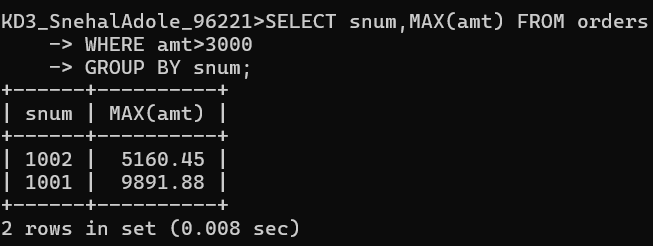 KD3_SnehalAdole_96221>SELECT snum,MAX(amt) FROM orders
    -> WHERE amt>3000
    -> GROUP BY snum;
+------+----------+
| snum | MAX(amt) |
+------+----------+
| 1002 |  5160.45 |
| 1001 |  9891.88 |
+------+----------+
2 rows in set (0.008 sec)